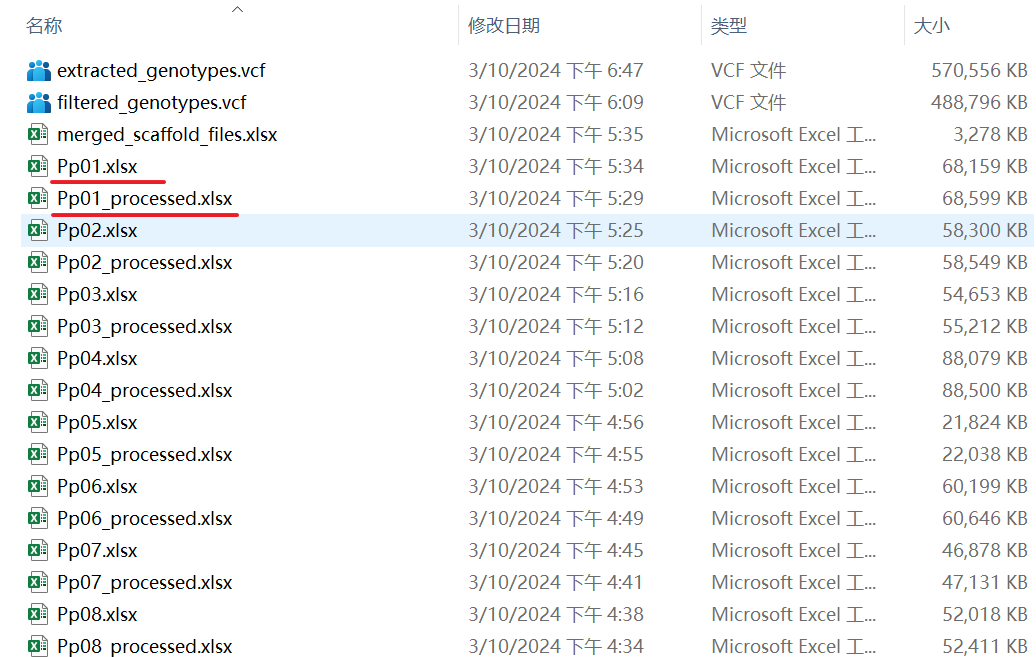 名称 修改日期 类型 大小
extracted_genotypes.vcf 3/10/2024 下午 6:47 VCF 文件 570,556 KB
filtered_genotypes.vcf 3/10/2024 下午 6:09 VCF 文件 488,796 KB
merged_scaffold_files.xlsx 3/10/2024 下午 5:35 Microsoft Excel 工... 3,278 KB
Pp01.xlsx 3/10/2024 下午 5:34 Microsoft Excel 工... 68,159 KB
Pp01_processed.xlsx 3/10/2024 下午 5:29 Microsoft Excel 工... 68,599 KB
Pp02.xlsx 3/10/2024 下午 5:25 Microsoft Excel 工... 58,300 KB
Pp02_processed.xlsx 3/10/2024 下午 5:20 Microsoft Excel 工... 58,549 KB
Pp03.xlsx 3/10/2024 下午 5:16 Microsoft Excel 工... 54,653 KB
Pp03_processed.xlsx 3/10/2024 下午 5:12 Microsoft Excel 工... 55,212 KB
Pp04.xlsx 3/10/2024 下午 5:08 Microsoft Excel 工... 88,079 KB
Pp04_processed.xlsx 3/10/2024 下午 5:02 Microsoft Excel 工... 88,500 KB
Pp05.xlsx 3/10/2024 下午 4:56 Microsoft Excel 工... 21,824 KB
Pp05_processed.xlsx 3/10/2024 下午 4:55 Microsoft Excel 工... 22,038 KB
Pp06.xlsx 3/10/2024 下午 4:53 Microsoft Excel 工... 60,199 KB
Pp06_processed.xlsx 3/10/2024 下午 4:49 Microsoft Excel 工... 60,646 KB
Pp07.xlsx 3/10/2024 下午 4:45 Microsoft Excel 工... 46,878 KB
Pp07_processed.xlsx 3/10/2024 下午 4:41 Microsoft Excel 工... 47,131 KB
Pp08.xlsx 3/10/2024 下午 4:38 Microsoft Excel 工... 52,018 KB
Pp08_processed.xlsx 3/10/2024 下午 4:34 Microsoft Excel 工... 52,411 KB